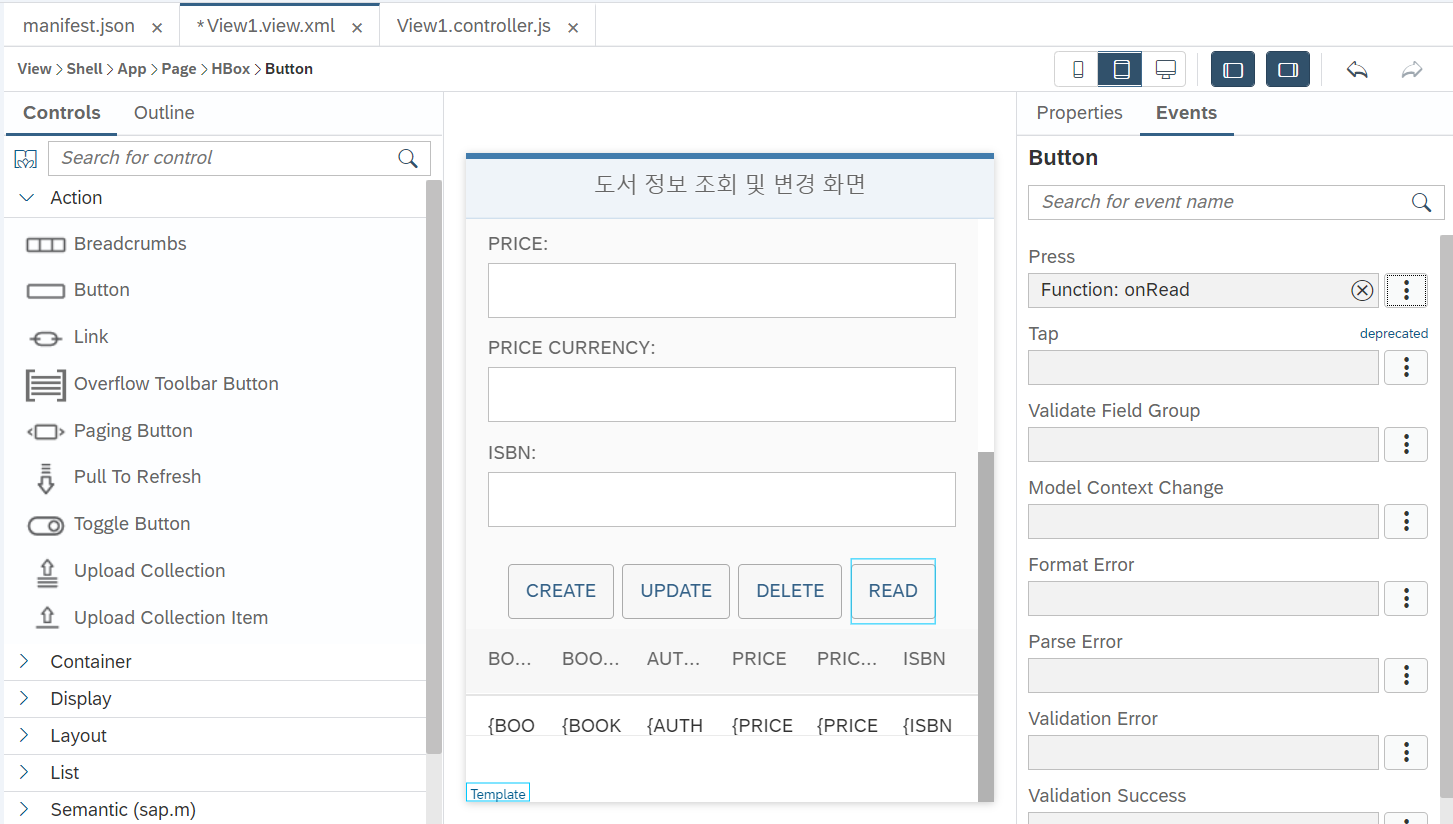 manifest.json
*View1.view.xml
View1.controller.js
View > Shell > App > Page > HBox > Button
Controls
Outline
Search for control
Action
Breadcrumbs
Button
Link
Overflow Toolbar Button
Paging Button
Pull To Refresh
Toggle Button
Upload Collection
Upload Collection Item
Container
Display
Layout
List
Semantic (sap.m)
도서 정보 조회 및 변경 화면
PRICE:
PRICE CURRENCY:
ISBN:
CREATE UPDATE DELETE READ
BO... BOO... AUT... PRICE PRIC... ISBN
{BOO {BOOK {AUTH {PRICE {PRICE {ISBN
Template
Properties
Events
Button
Search for event name
Press
Function: onRead
Tap deprecated
Validate Field Group
Model Context Change
Format Error
Parse Error
Validation Error
Validation Success